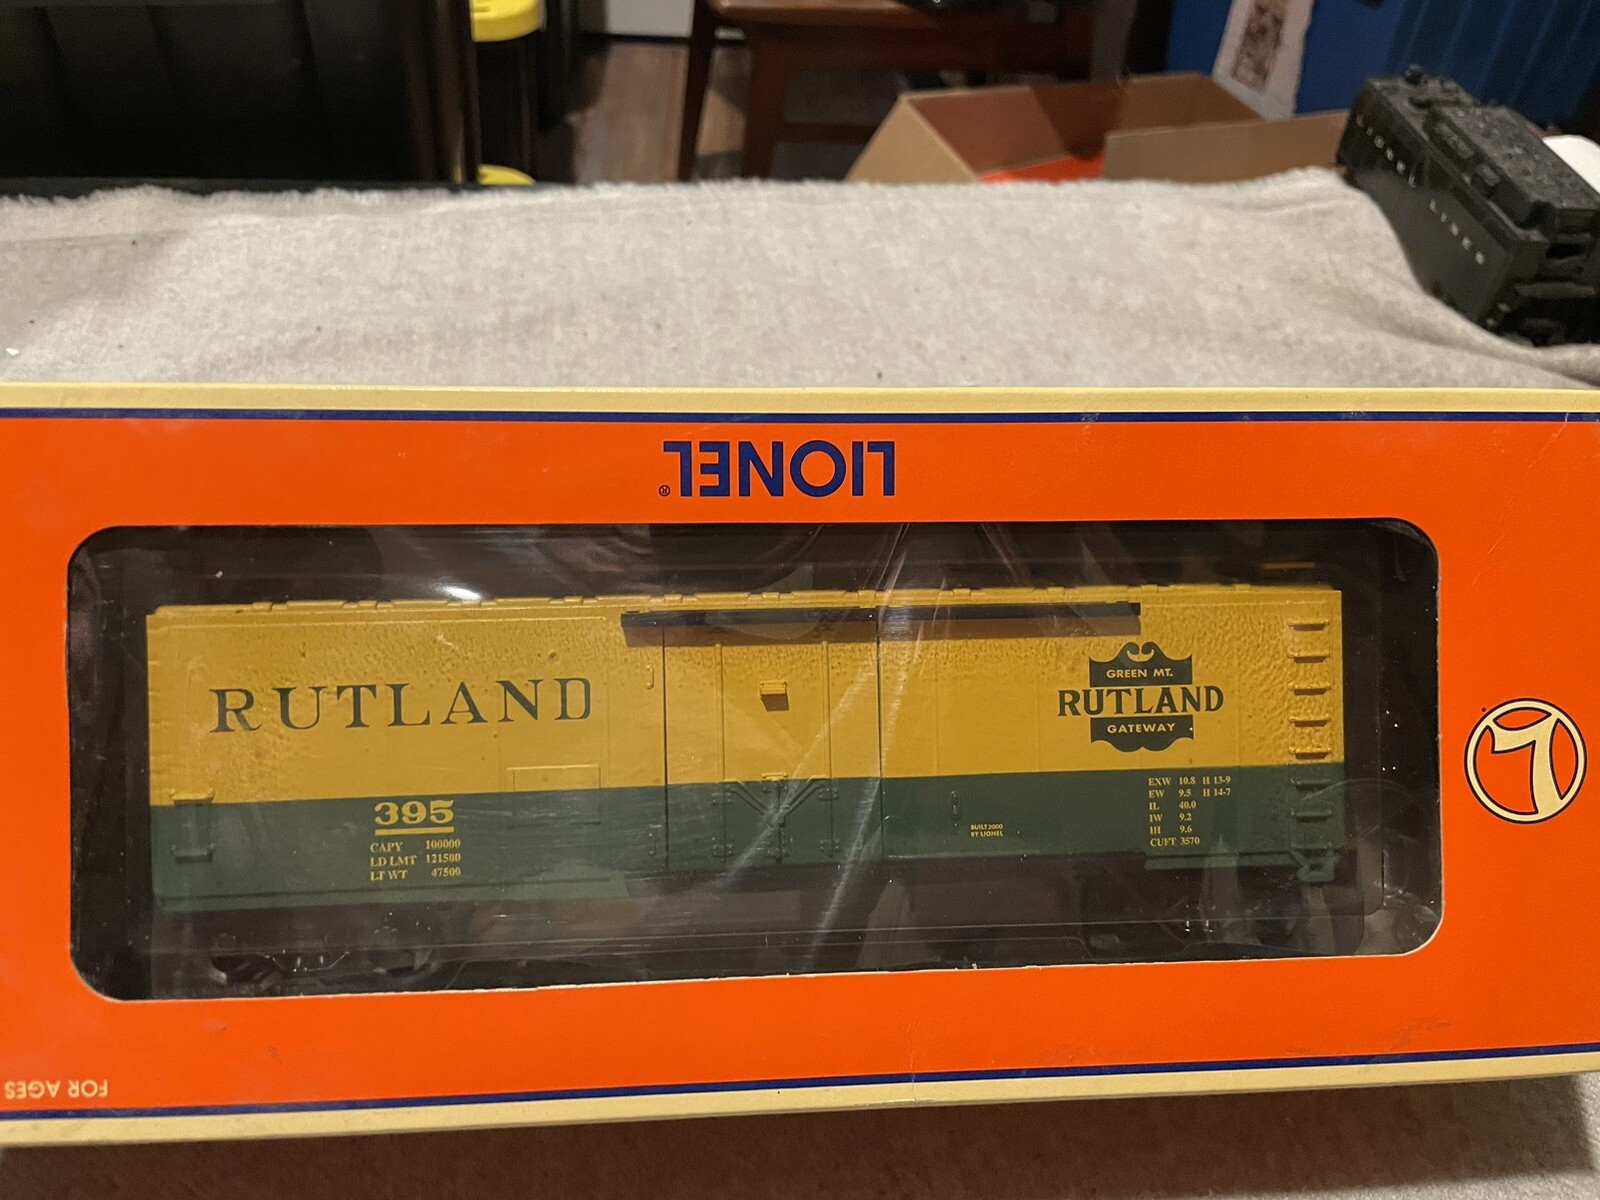 LIONEL LINES
LIONEL®
RUTLAND
GREEN MT.
RUTLAND
GATEWAY
395
CAPY 100000
LD LMT 121500
LT WT 47500
BUILT 2000
BY LIONEL
EXW 10.8 H 13-9
EW 9.5 H 14-7
IL 40.0
IW 9.2
IH 9.6
CUFT 3570
L
FOR AGES